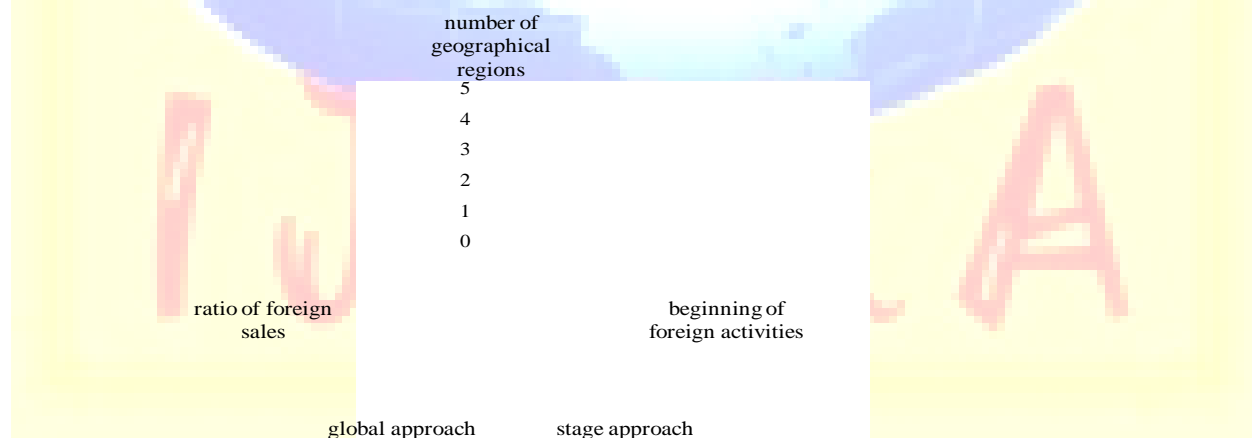 number of
geographical
regions
5
4
3
2
1
0
ratio of foreign
sales
beginning of
foreign activities
global approach
stage approach